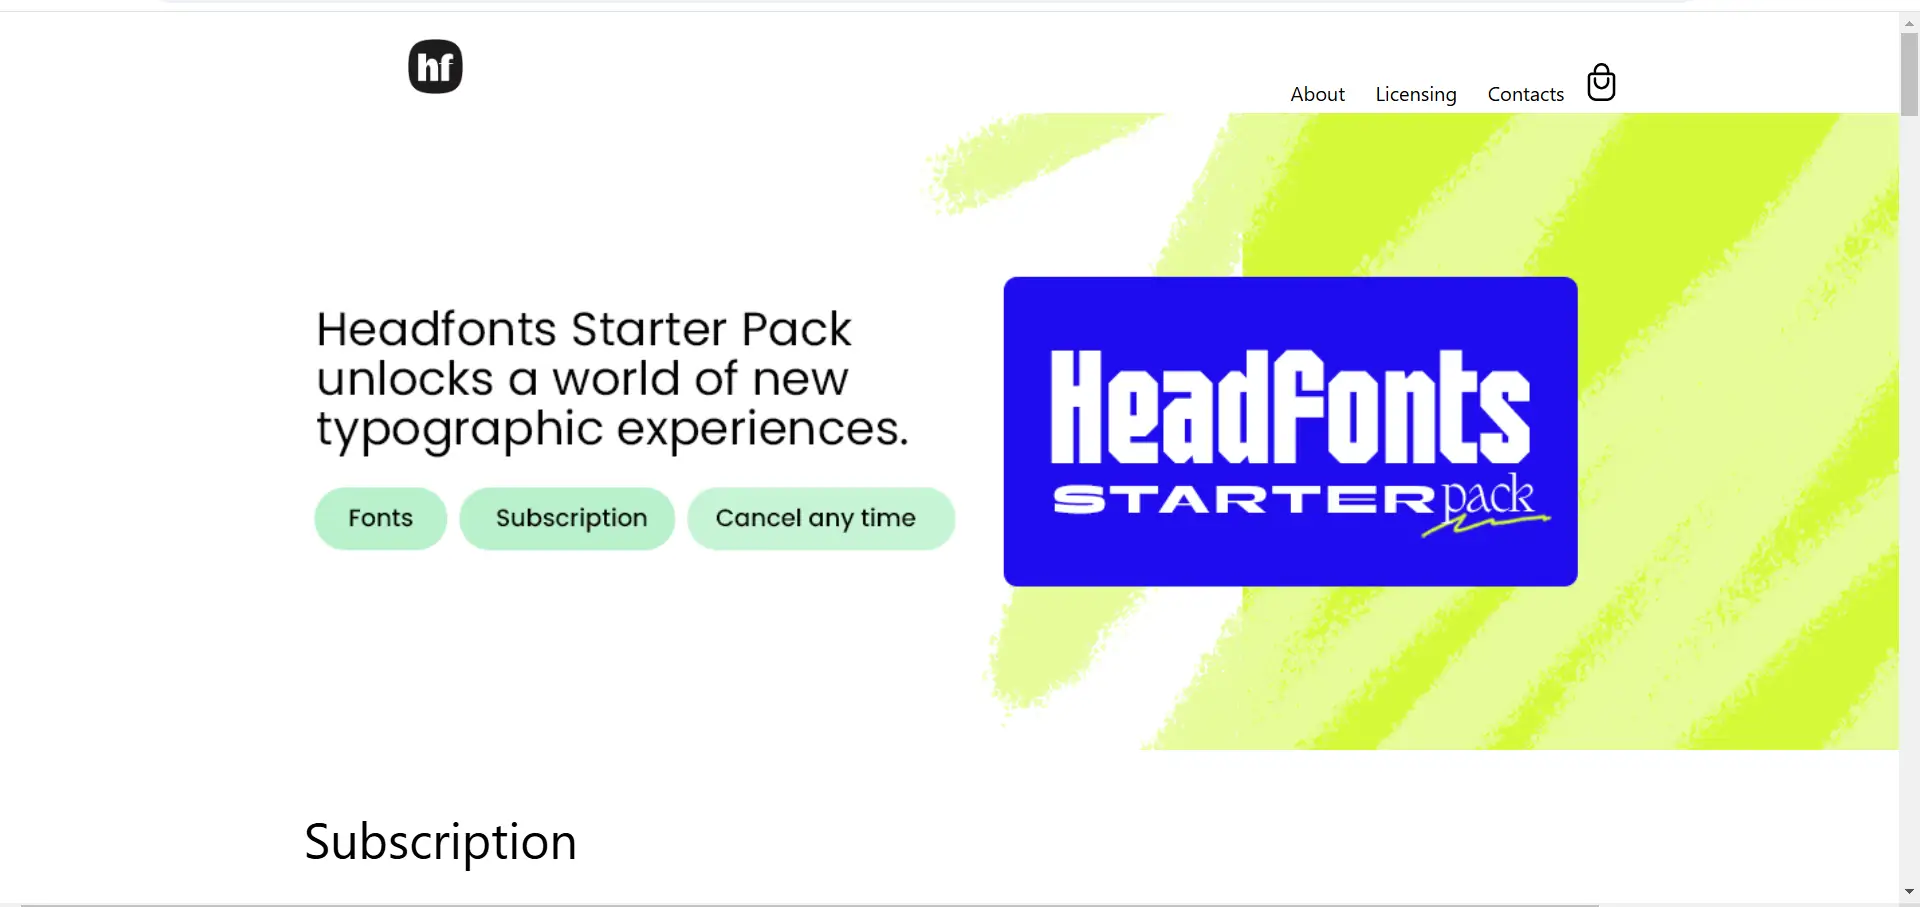 hf
About Licensing Contacts
Headfonts Starter Pack
unlocks a world of new
typographic experiences.
Fonts Subscription Cancel any time
Headfonts
STARTER pack
Subscription